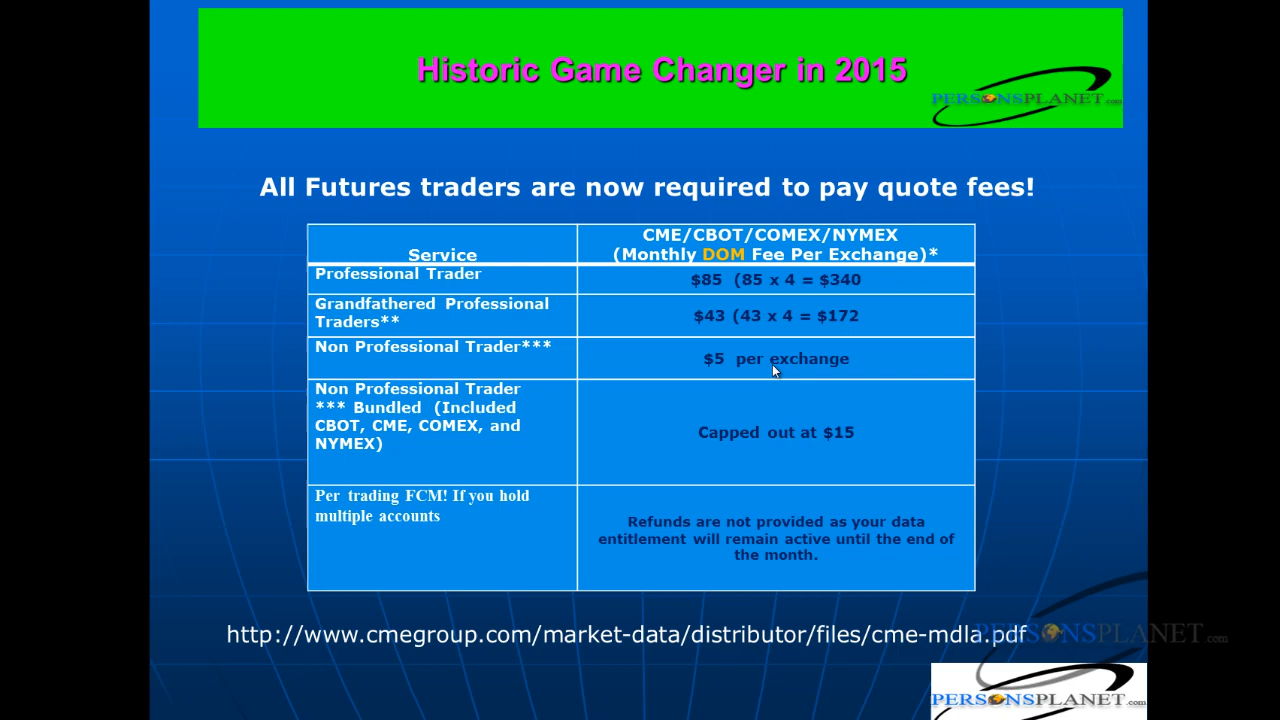 Historic Game Changer in 2015
PERSONSPLANET.com
All Futures traders are now required to pay quote fees!
Service
CME/CBOT/COMEX/NYMEX
(Monthly DOM Fee Per Exchange)*
Professional Trader
$85 (85 x 4 = $340
Grandfathered Professional
Traders**
$43 (43 x 4 = $172
Non Professional Trader***
$5 per exchange
Non Professional Trader
*** Bundled (Included
CBOT, CME, COMEX, and
NYMEX)
Capped out at $15
Per trading FCM! If you hold
multiple accounts
Refunds are not provided as your data
entitlement will remain active until the end of
the month.
http://www.cmegroup.com/market-data/distributor/files/cme-mdla.pdf
PERSONSPLANET.com
PERSONSPLANET.com